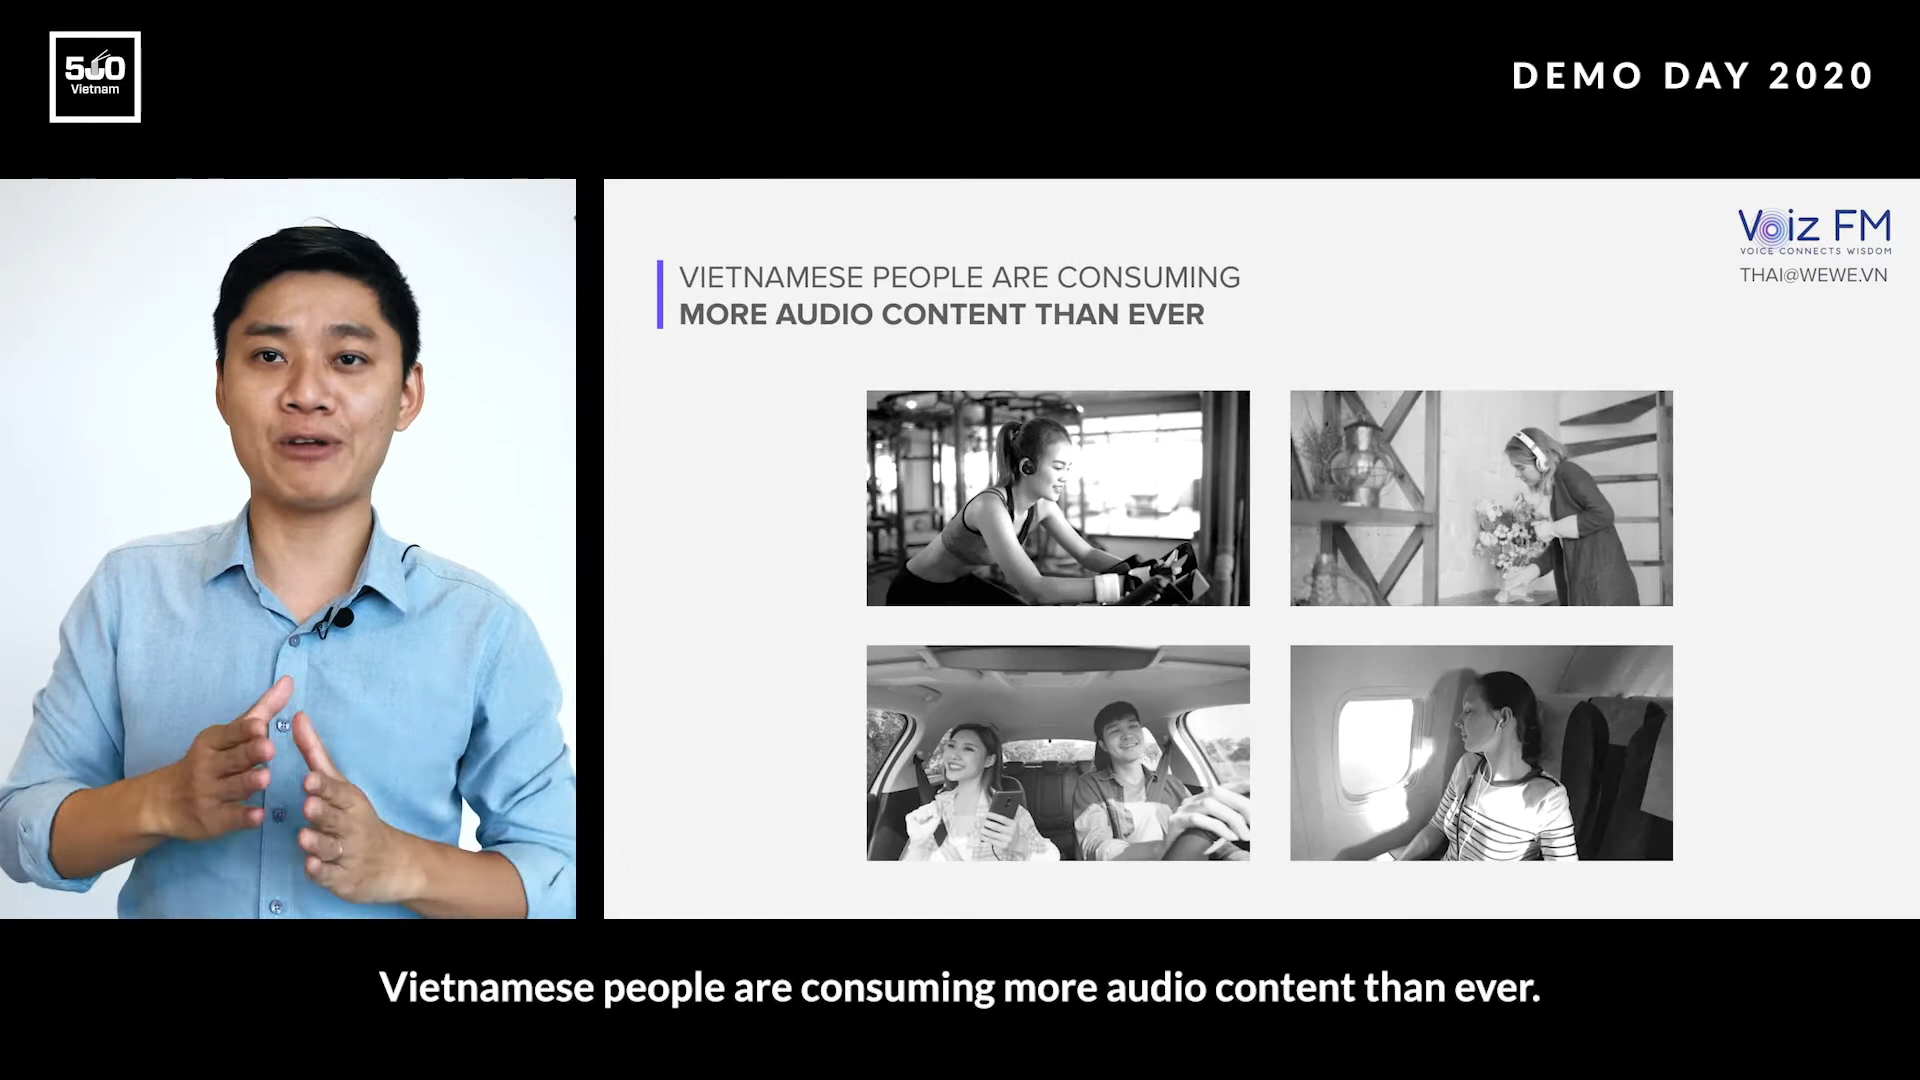 500
Vietnam
DEMO DAY 2020
Voiz FM
VOICE CONNECTS WISDOM
THAI@WEWE.VN
VIETNAMESE PEOPLE ARE CONSUMING
MORE AUDIO CONTENT THAN EVER
Vietnamese people are consuming more audio content than ever.